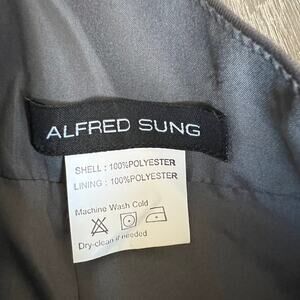 ALFRED SUNG
SHELL : 100%POLYESTER
LINING : 100%POLYESTER
Machine Wash Cold
Dry-clean if needed